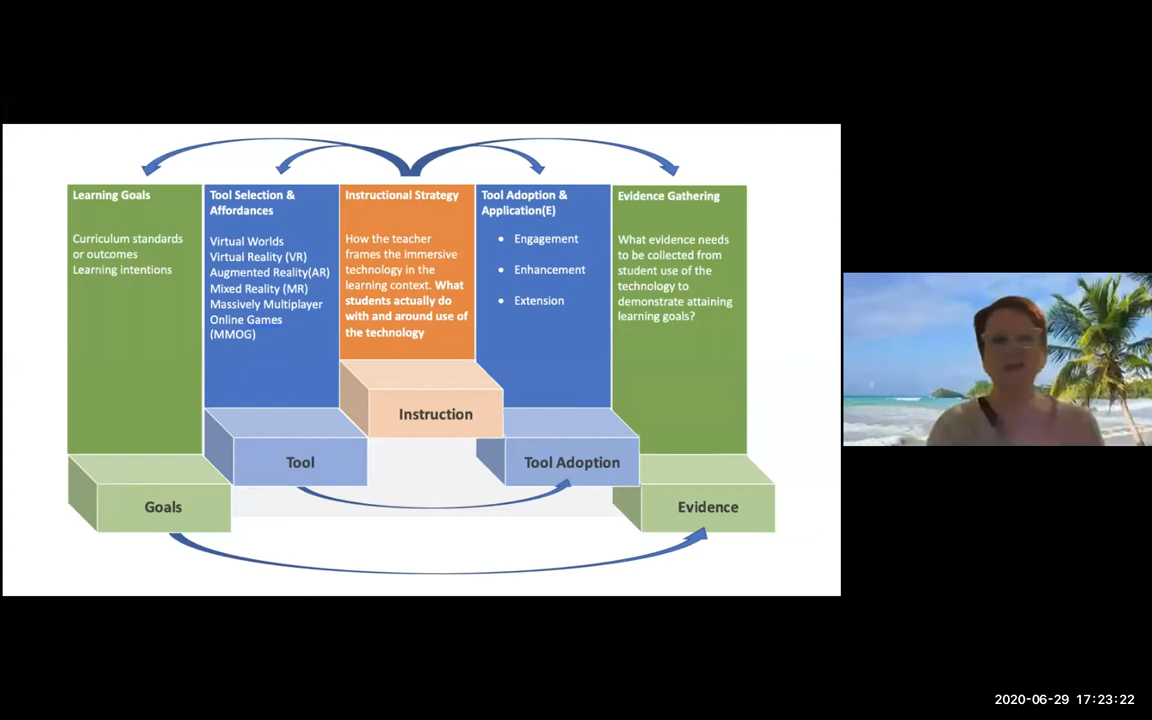 Learning Goals
Curriculum standards
or outcomes
Learning intentions
Tool Selection &
Affordances
Virtual Worlds
Virtual Reality (VR)
Augmented Reality(AR)
Mixed Reality (MR)
Massively Multiplayer
Online Games
(MMOG)
Instructional Strategy
How the teacher
frames the immersive
technology in the
learning context. What
students actually do
with and around use of
the technology
Tool Adoption &
Application(E)
• Engagement
• Enhancement
• Extension
Evidence Gathering
What evidence needs
to be collected from
student use of the
technology to
demonstrate attaining
learning goals?
Goals
Tool
Instruction
Tool Adoption
Evidence
2020-06-29 17:23:22